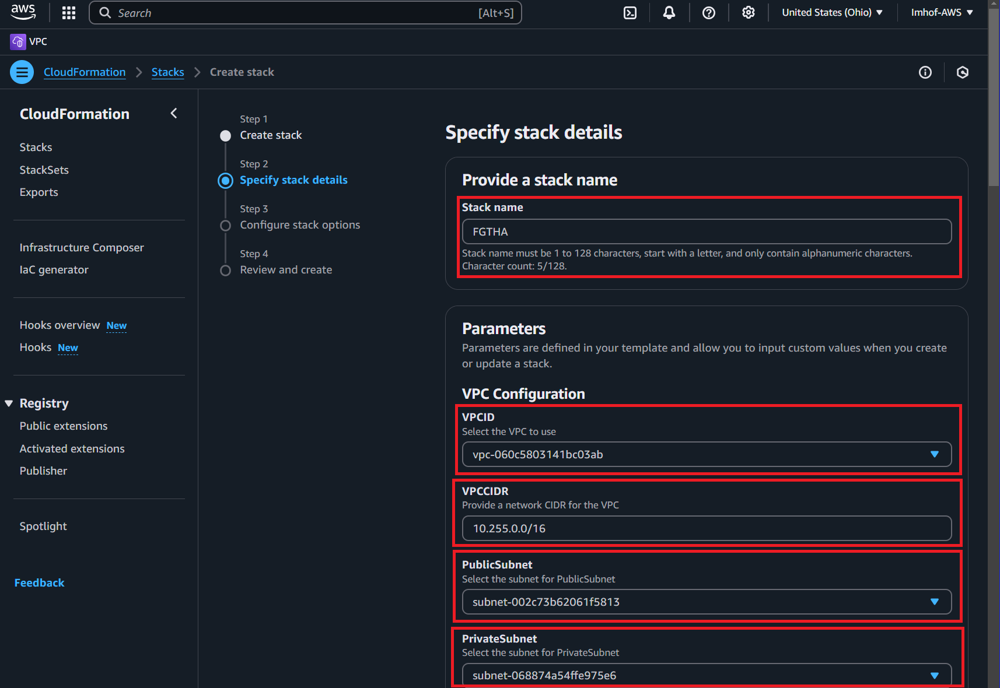 aws
Search [Alt+S]
United States (Ohio)
Imhof-AWS
VPC
CloudFormation
Stacks
Create stack
CloudFormation
Stacks
StackSets
Exports
Infrastructure Composer
IaC generator
Hooks overview New
Hooks New
Registry
Public extensions
Activated extensions
Publisher
Spotlight
Feedback
Step 1
Create stack
Step 2
Specify stack details
Step 3
Configure stack options
Step 4
Review and create
Specify stack details
Provide a stack name
Stack name
FGTHA
Stack name must be 1 to 128 characters, start with a letter, and only contain alphanumeric characters.
Character count: 5/128.
Parameters
Parameters are defined in your template and allow you to input custom values when you create
or update a stack.
VPC Configuration
VPCID
Select the VPC to use
vpc-060c5803141bc03ab
VPCCIDR
Provide a network CIDR for the VPC
10.255.0.0/16
PublicSubnet
Select the subnet for PublicSubnet
subnet-002c73b62061f5813
PrivateSubnet
Select the subnet for PrivateSubnet
subnet-068874a54ffe975e6